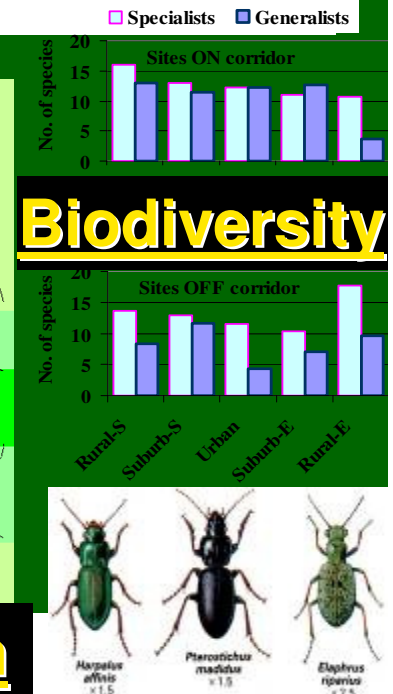 Specialists Generalists
20
15
10
5
0
No. of species
Sites ON corridor
Biodiversity
20
15
10
5
0
No. of species
Sites OFF corridor
Rural-S
Suburb-S
Urban
Suburb-E
Rural-E
Harpalus
affinis
×1.5
Pterostichus
madidus
×1.5
Elaphrus
riparius